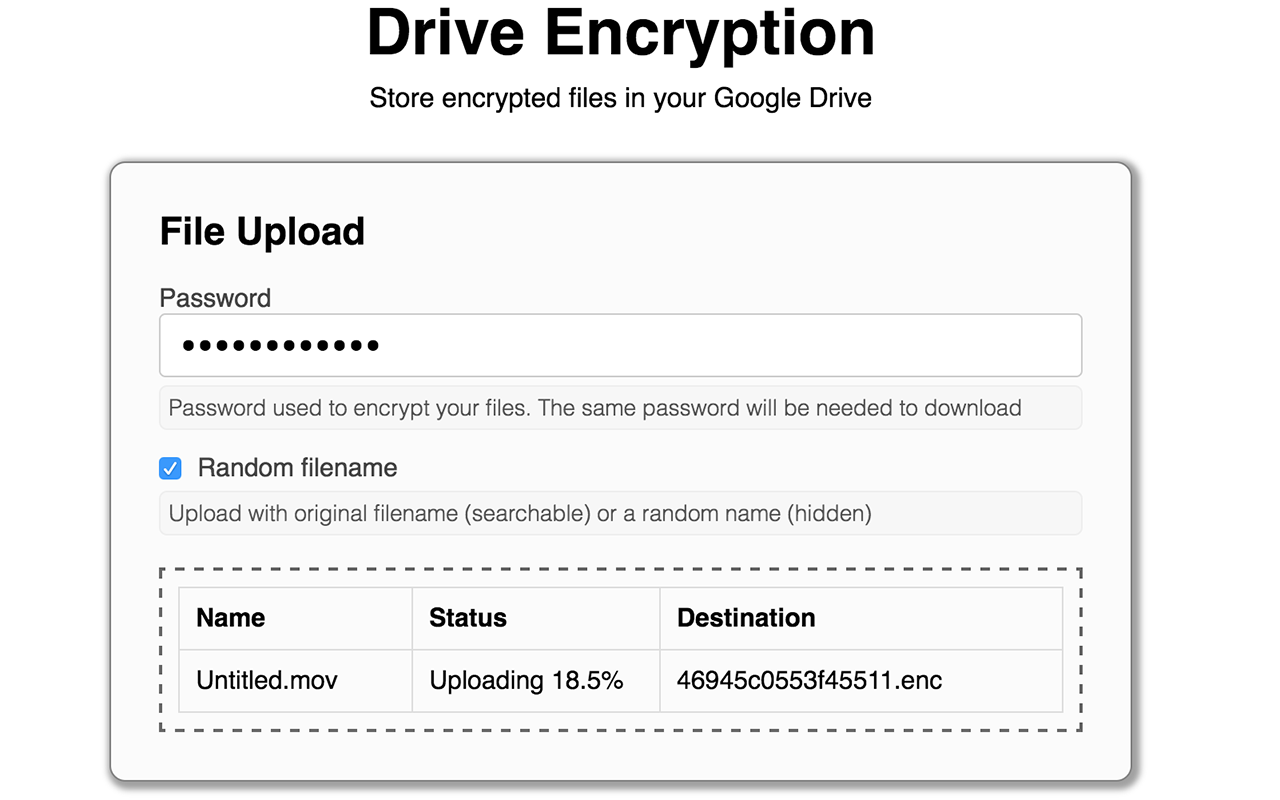 Drive Encryption
Store encrypted files in your Google Drive
File Upload
Password
••••••••••••
Password used to encrypt your files. The same password will be needed to download
Random filename
Upload with original filename (searchable) or a random name (hidden)
Name Status Destination
Untitled.mov Uploading 18.5% 46945c0553f45511.enc